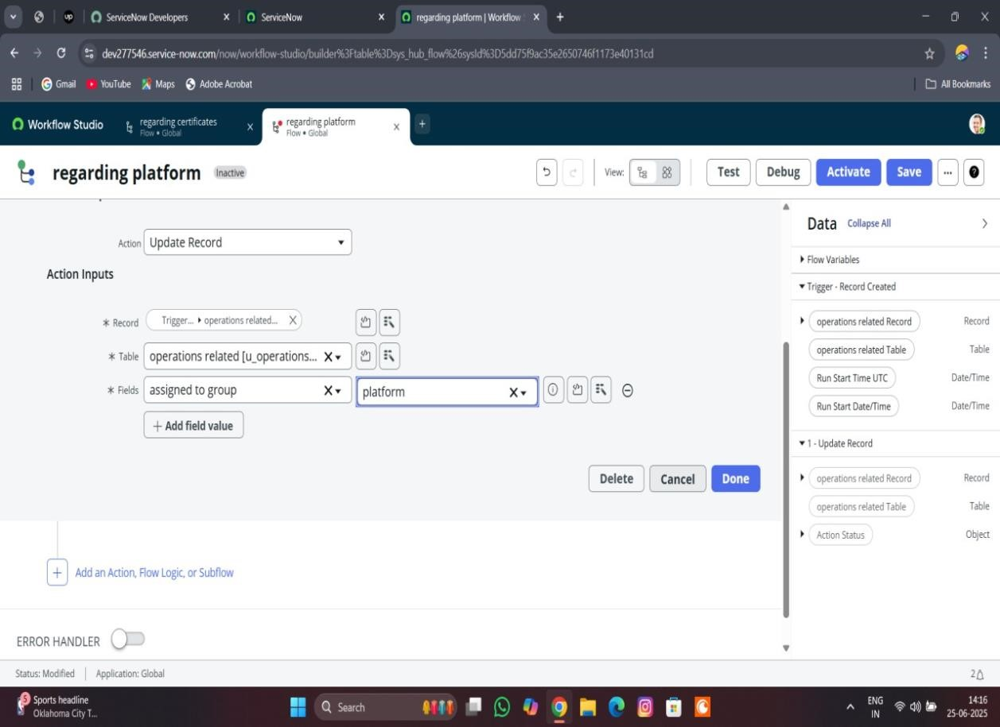 ServiceNow Developers
ServiceNow
regarding platform | Workflow S
dev277546.service-now.com/now/workflow-studio/builder%3Ftable%3Dsys_hub_flow%26sysId%3D5dd75f9ac35e2650746f1173e40131cd
Gmail YouTube Maps Adobe Acrobat All Bookmarks
Workflow Studio
regarding certificates
Flow • Global
regarding platform
Flow • Global
regarding platform Inactive View: Test Debug Activate Save ...
Data Collapse All
Action Update Record
Flow Variables
Action Inputs
Trigger - Record Created
Record Trigger... operations related...
operations related Record Record
Table operations related [u_operations...
operations related Table Table
Run Start Time UTC Date/Time
Fields assigned to group platform
Run Start Date/Time Date/Time
+ Add field value
1 - Update Record
Delete Cancel Done
operations related Record Record
operations related Table Table
Action Status Object
Add an Action, Flow Logic, or Subflow
ERROR HANDLER
Status: Modified Application: Global 2
5
Sports headline
Oklahoma City T...
Search
ENG
IN
14:16
25-06-2025